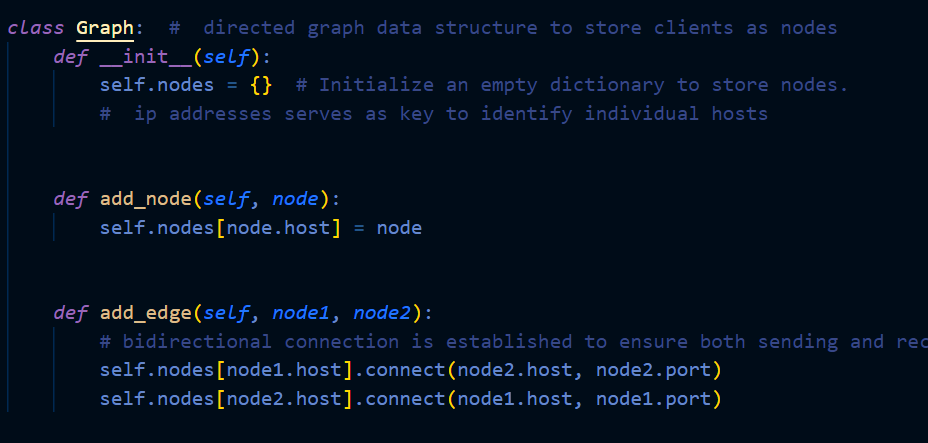 class Graph:  #  directed graph data structure to store clients as nodes
    def __init__(self):
        self.nodes = {}  # Initialize an empty dictionary to store nodes.
        #  ip addresses serves as key to identify individual hosts
    def add_node(self, node):
        self.nodes[node.host] = node
    def add_edge(self, node1, node2):
        # bidirectional connection is established to ensure both sending and
        self.nodes[node1.host].connect(node2.host, node2.port)
        self.nodes[node2.host].connect(node1.host, node1.port)